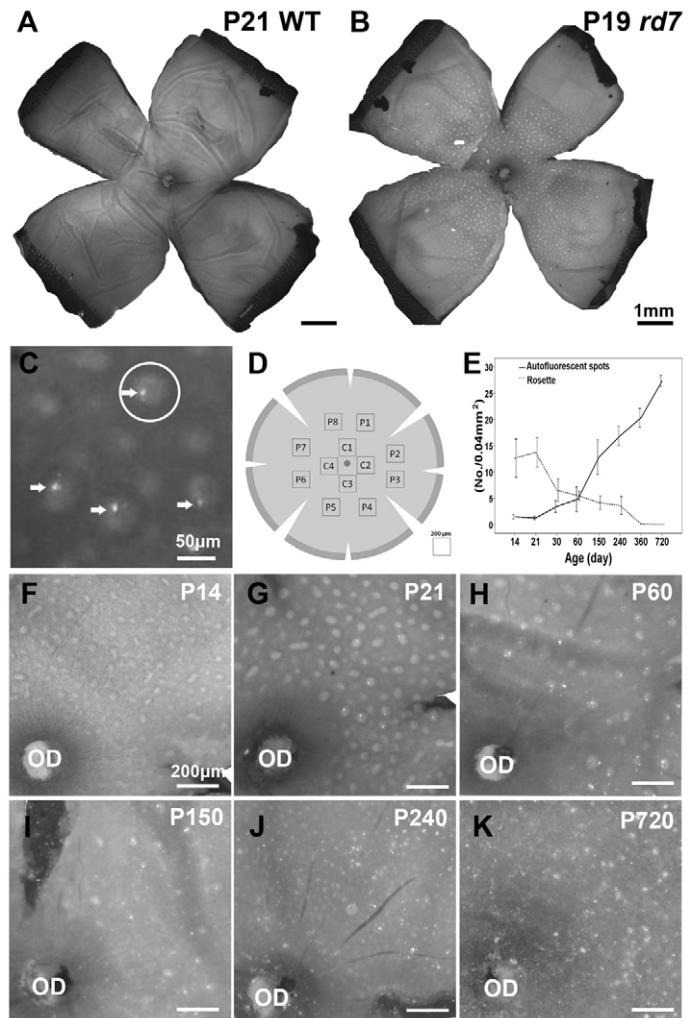 A P21 WT
B P19 rd7
1mm
C
50μm
D
P8 P1
P7 C1 P2
C4 C2
P6 C3 P3
P5 P4
200μm
E
Autofluorescent spots
Rosette
(No./0.04mm²)
30
25
20
15
10
5
0
14 21 30 60 150 240 360 720
Age (day)
F P14
OD
200μm
G P21
OD
H P60
OD
I P150
OD
J P240
OD
K P720
OD